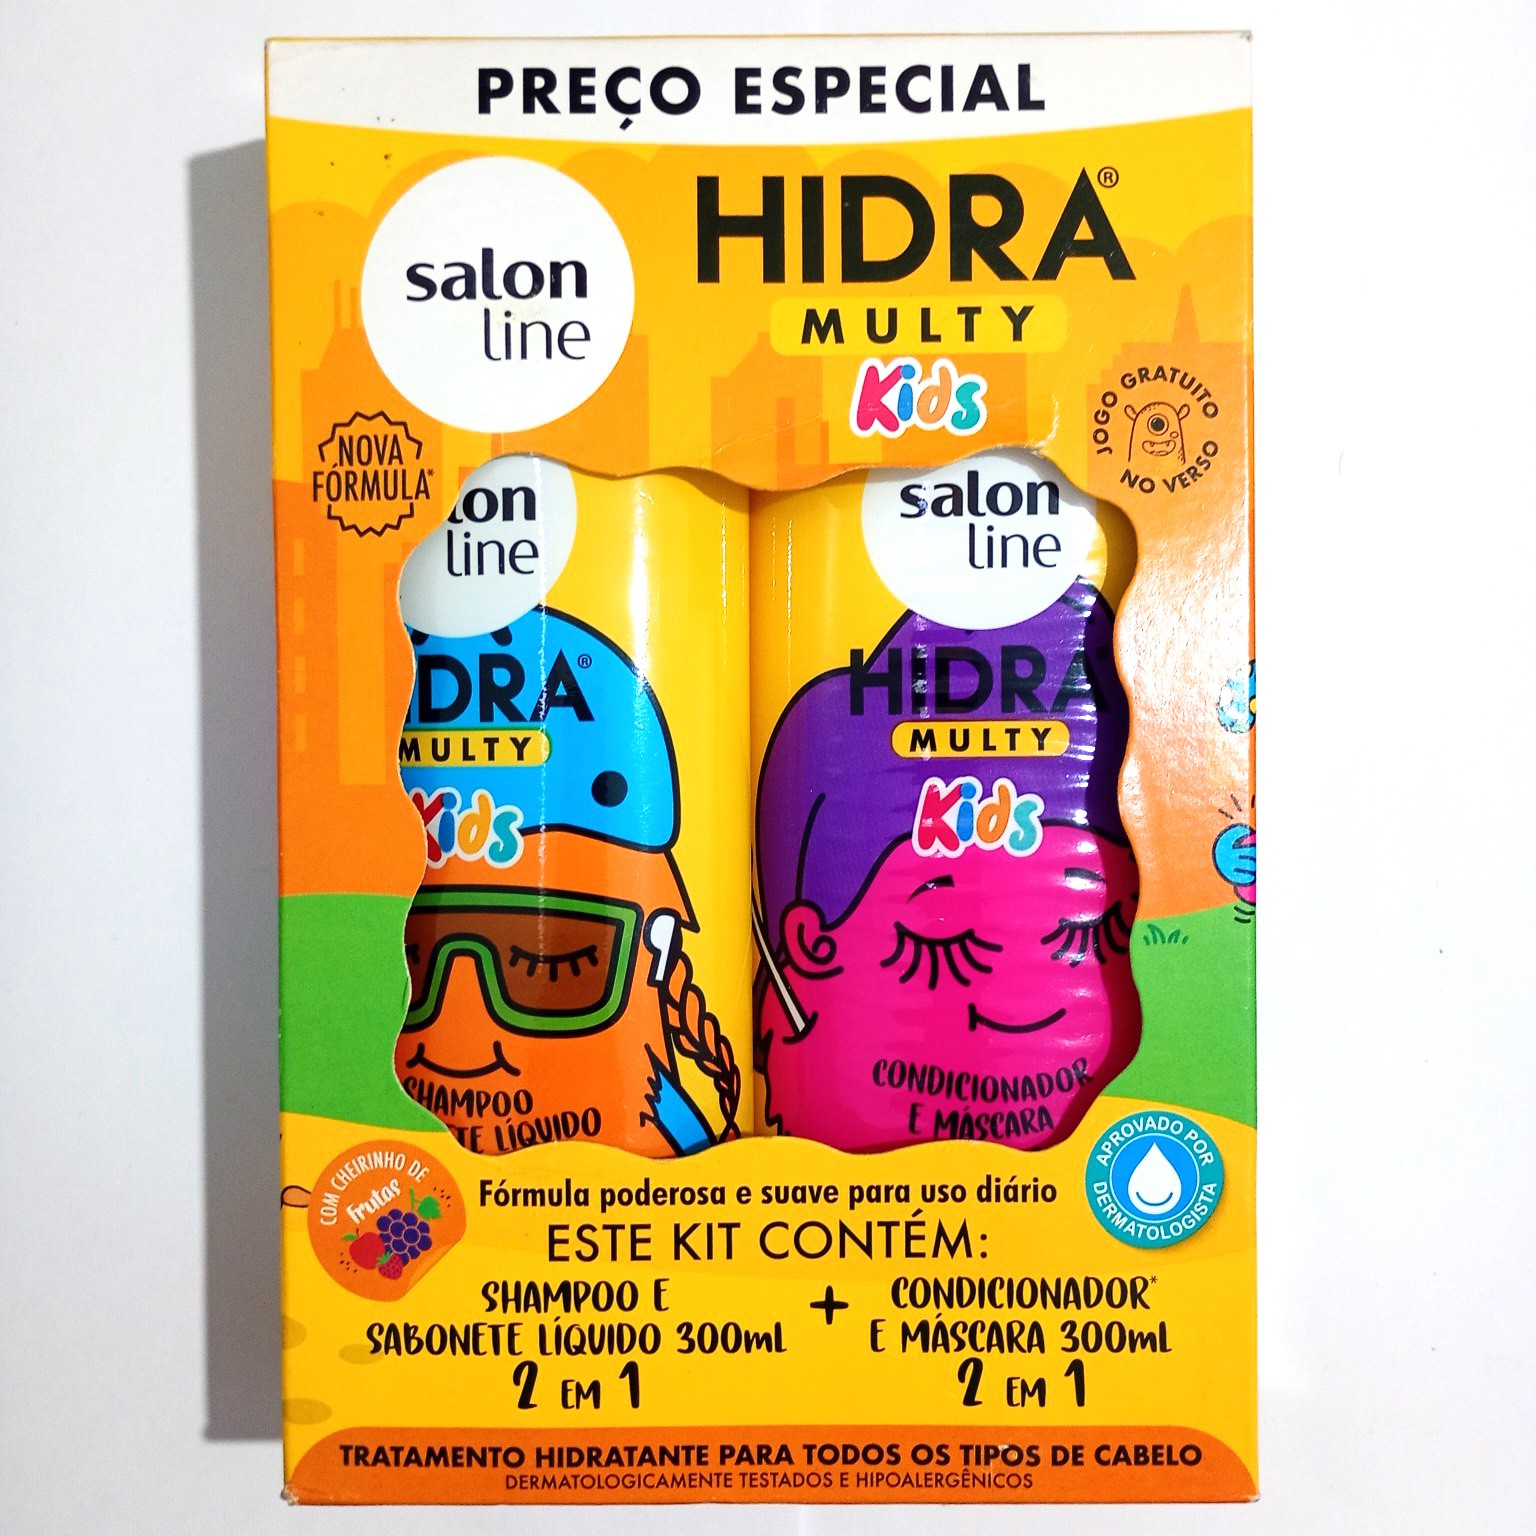 PREÇO ESPECIAL
salon
line
HIDRA®
MULTY
Kids
NOVA
FÓRMULA*
JOGO GRATUITO
NO VERSO
lon
line
IDRA®
MULTY
Kids
SHAMPOO
TE LÍQUIDO
salon
line
HIDRA
MULTY
Kids
CONDICIONADOR
E MÁSCARA
COM CHEIRINHO DE
frutas
APROVADO POR
DERMATOLOGISTA
Fórmula poderosa e suave para uso diário
ESTE KIT CONTÉM:
SHAMPOO E
SABONETE LÍQUIDO 300mL
2 EM 1
+
CONDICIONADOR*
E MÁSCARA 300mL
2 EM 1
TRATAMENTO HIDRATANTE PARA TODOS OS TIPOS DE CABELO
DERMATOLOGICAMENTE TESTADOS E HIPOALERGÊNICOS